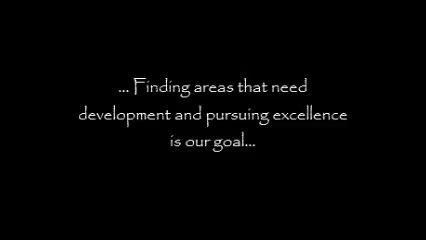 ... Finding areas that need
development and pursuing excellence
is our goal...